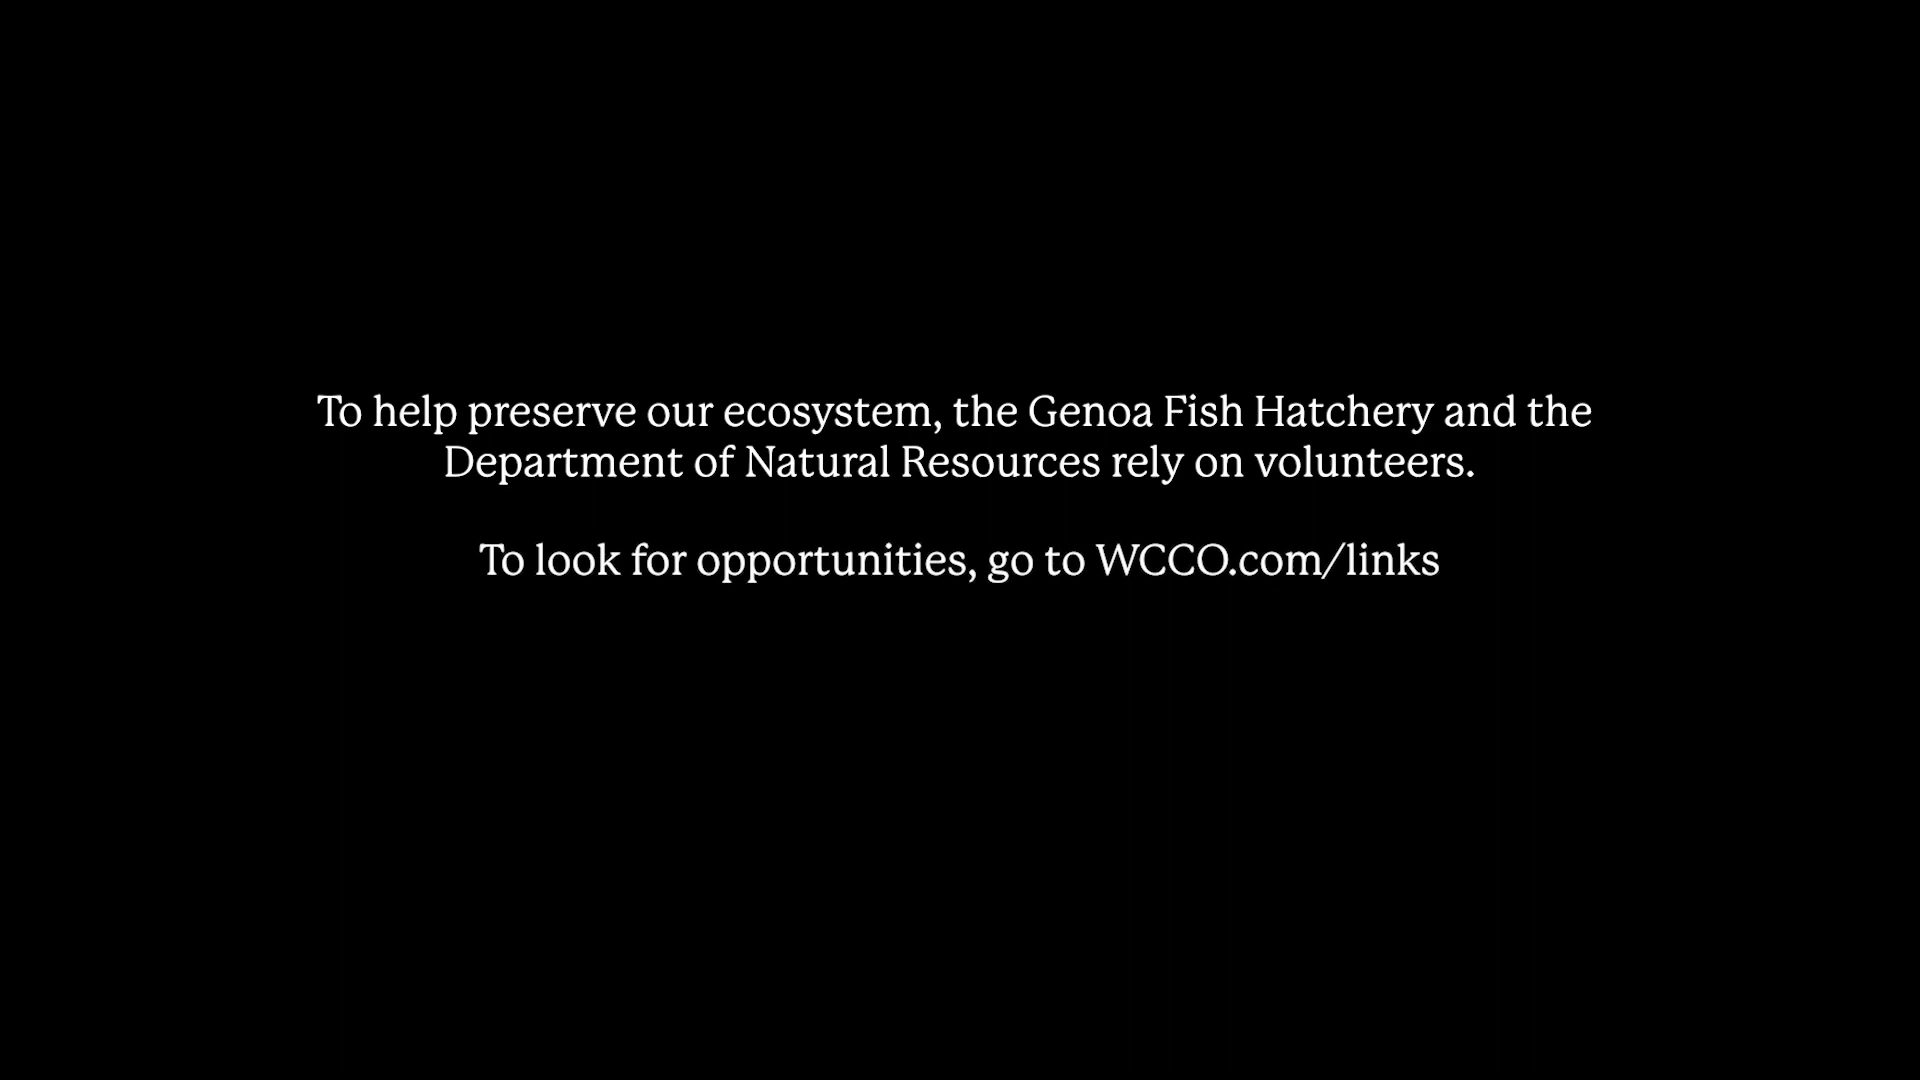 To help preserve our ecosystem, the Genoa Fish Hatchery and the
Department of Natural Resources rely on volunteers.
To look for opportunities, go to WCCO.com/links